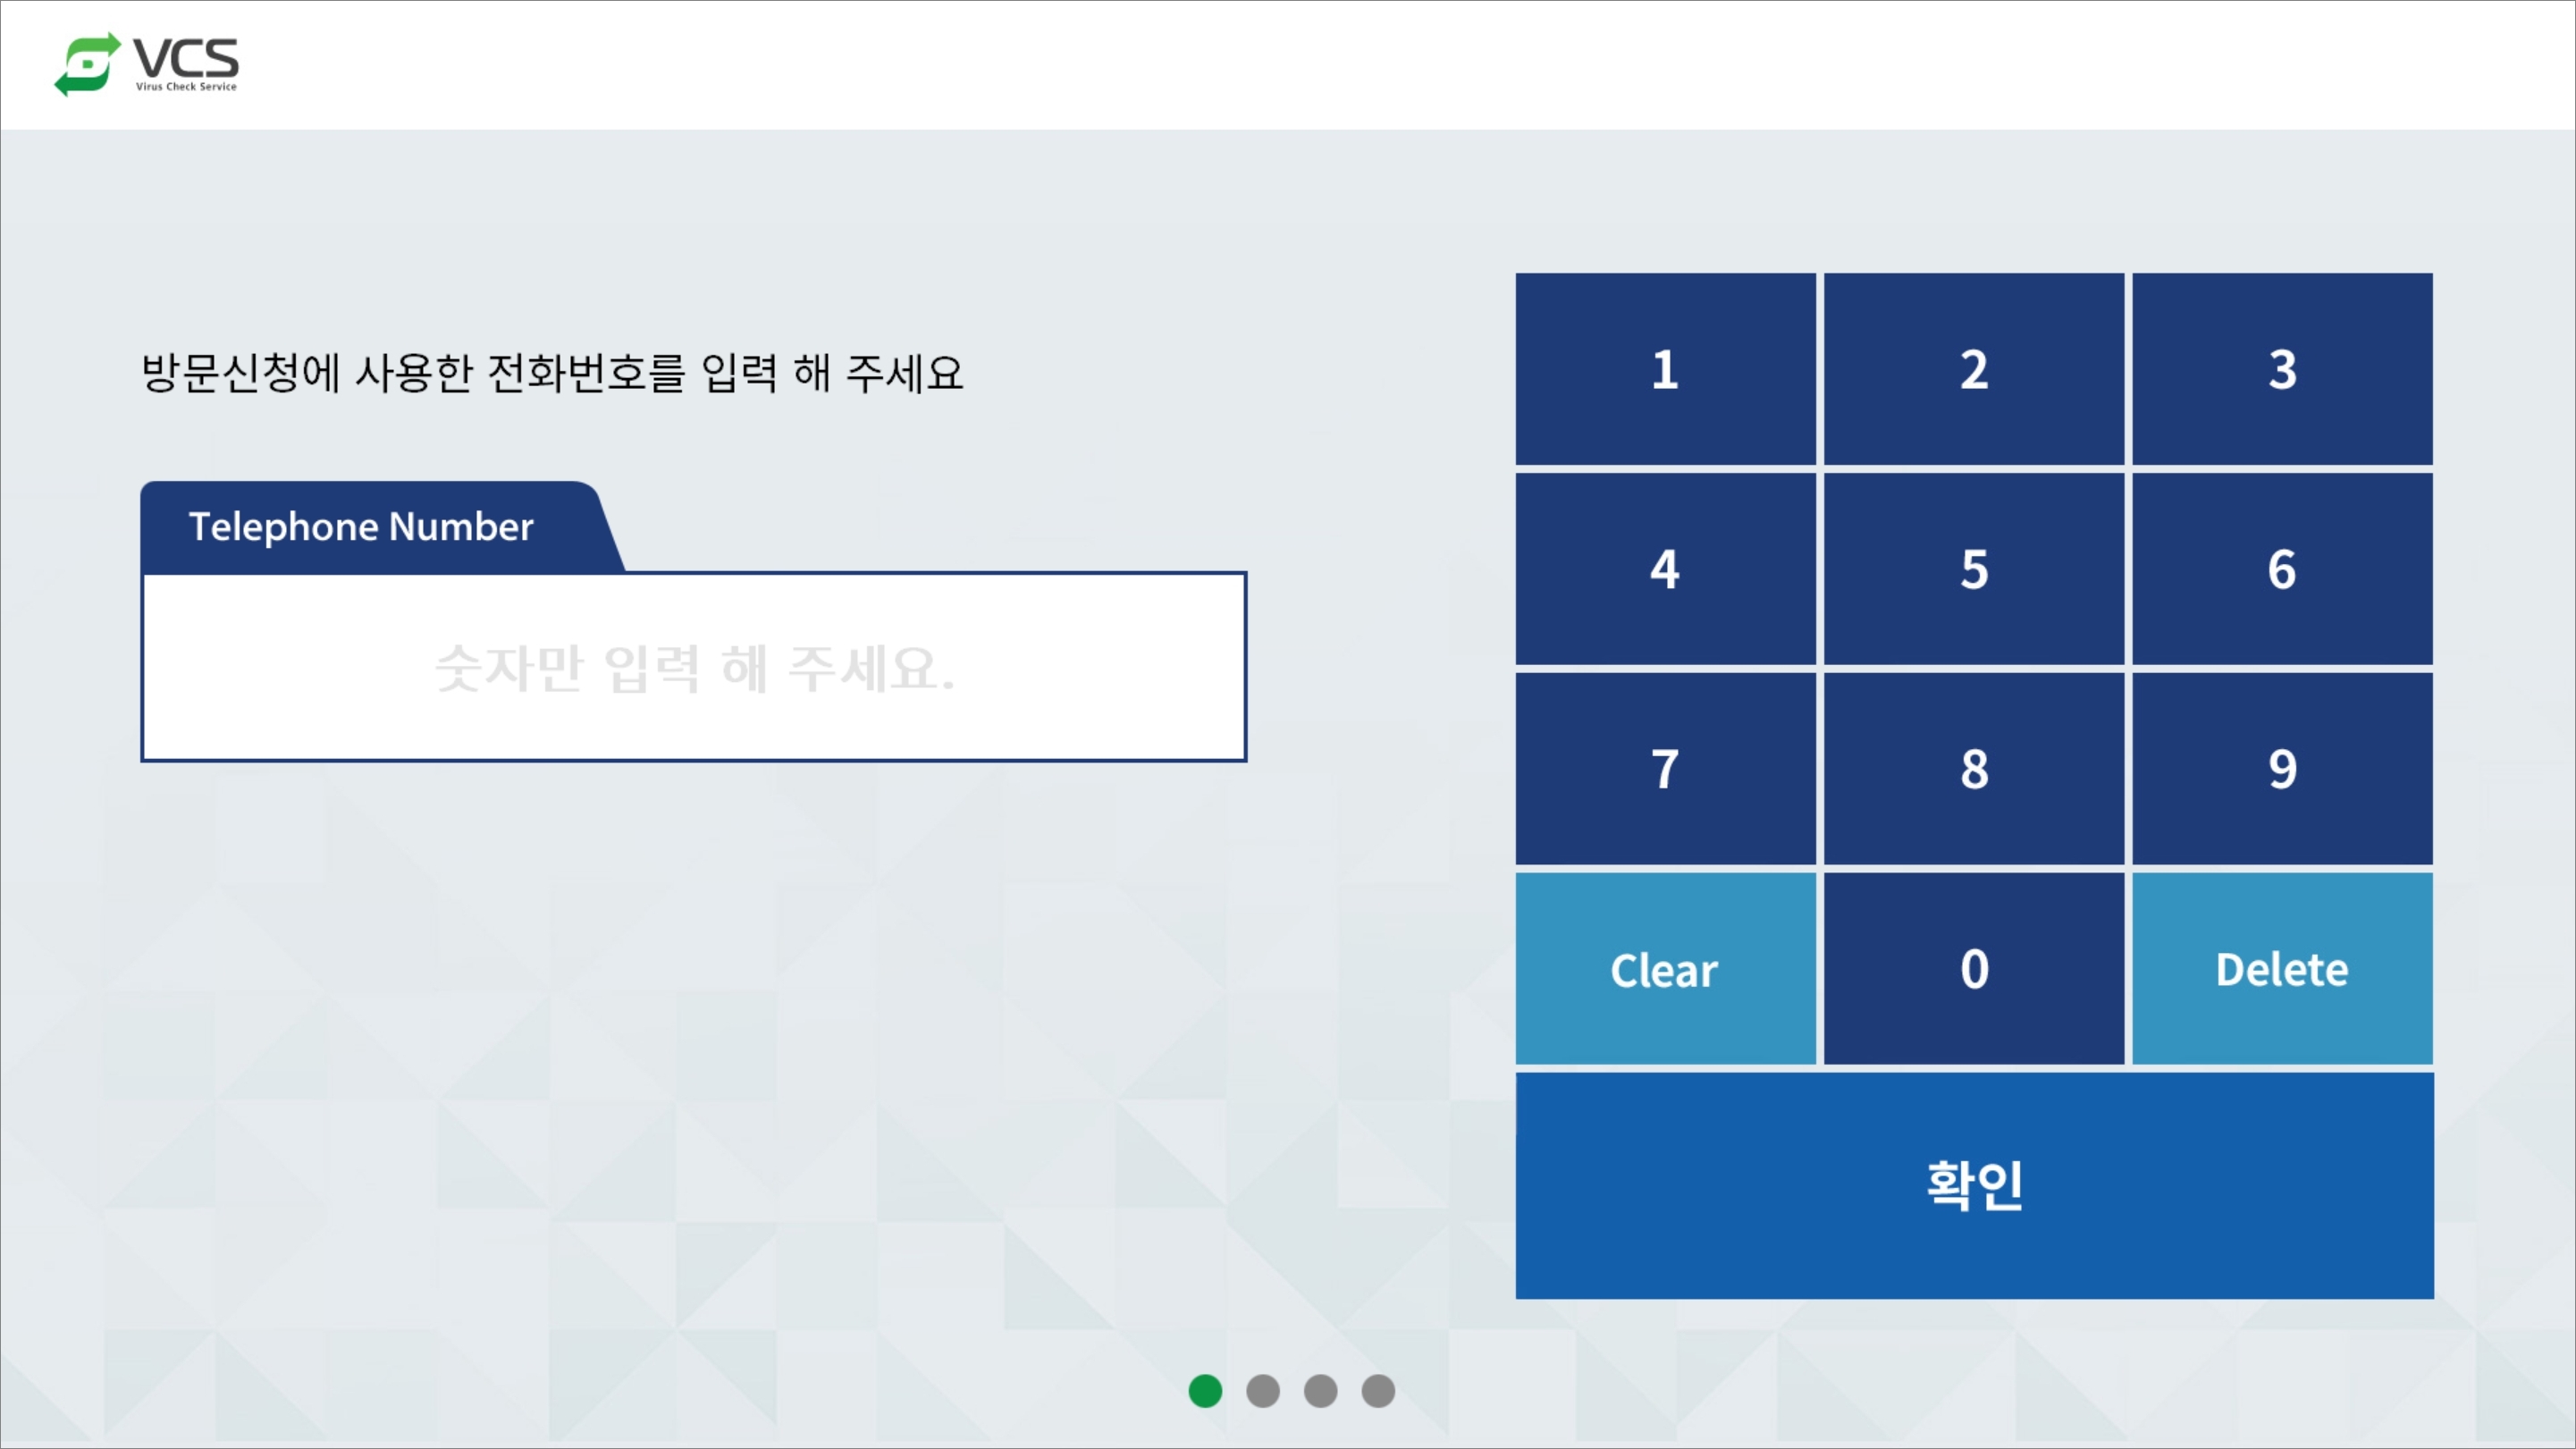 VCS
Virus Check Service
방문신청에 사용한 전화번호를 입력 해 주세요
Telephone Number
숫자만 입력 해 주세요.
1 2 3
4 5 6
7 8 9
Clear 0 Delete
확인